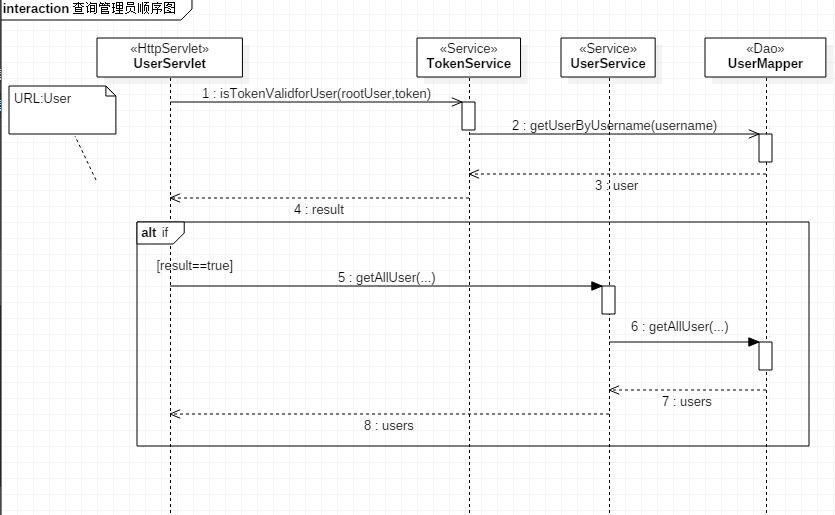 interaction 查询管理员顺序图
«HttpServlet»
UserServlet
«Service»
TokenService
«Service»
UserService
«Dao»
UserMapper
URL:User
1 : isTokenValidforUser(rootUser,token)
2 : getUserByUsername(username)
3 : user
4 : result
alt if
[result==true]
5 : getAllUser(...)
6 : getAllUser(...)
7 : users
8 : users